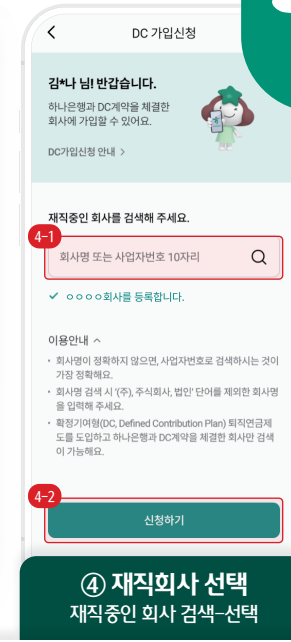 DC 가입신청
김*나 님! 반갑습니다.
하나은행과 DC계약을 체결한
회사에 가입할 수 있어요.
DC가입신청 안내 >
재직중인 회사를 검색해 주세요.
4-1
회사명 또는 사업자번호 10자리
ㅇㅇㅇㅇ회사를 등록합니다.
이용안내
• 회사명이 정확하지 않으면, 사업자번호로 검색하시는 것이
가장 정확해요.
• 회사명 검색 시 '(주), 주식회사, 법인' 단어를 제외한 회사명
을 입력해 주세요.
• 확정기여형(DC, Defined Contribution Plan) 퇴직연금제
도를 도입하고 하나은행과 DC계약을 체결한 회사만 검색
이 가능해요.
4-2
신청하기
④ 재직회사 선택
재직중인 회사 검색-선택